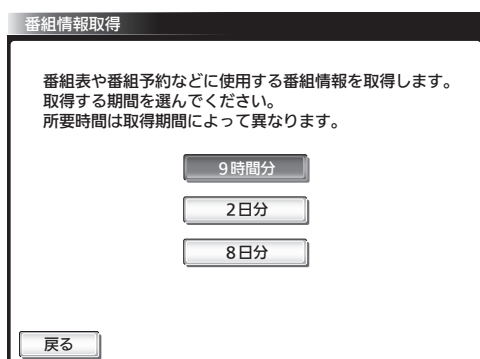 番組情報取得
番組表や番組予約などに使用する番組情報を取得します。
取得する期間を選んでください。
所要時間は取得期間によって異なります。
9時間分
2日分
8日分
戻る